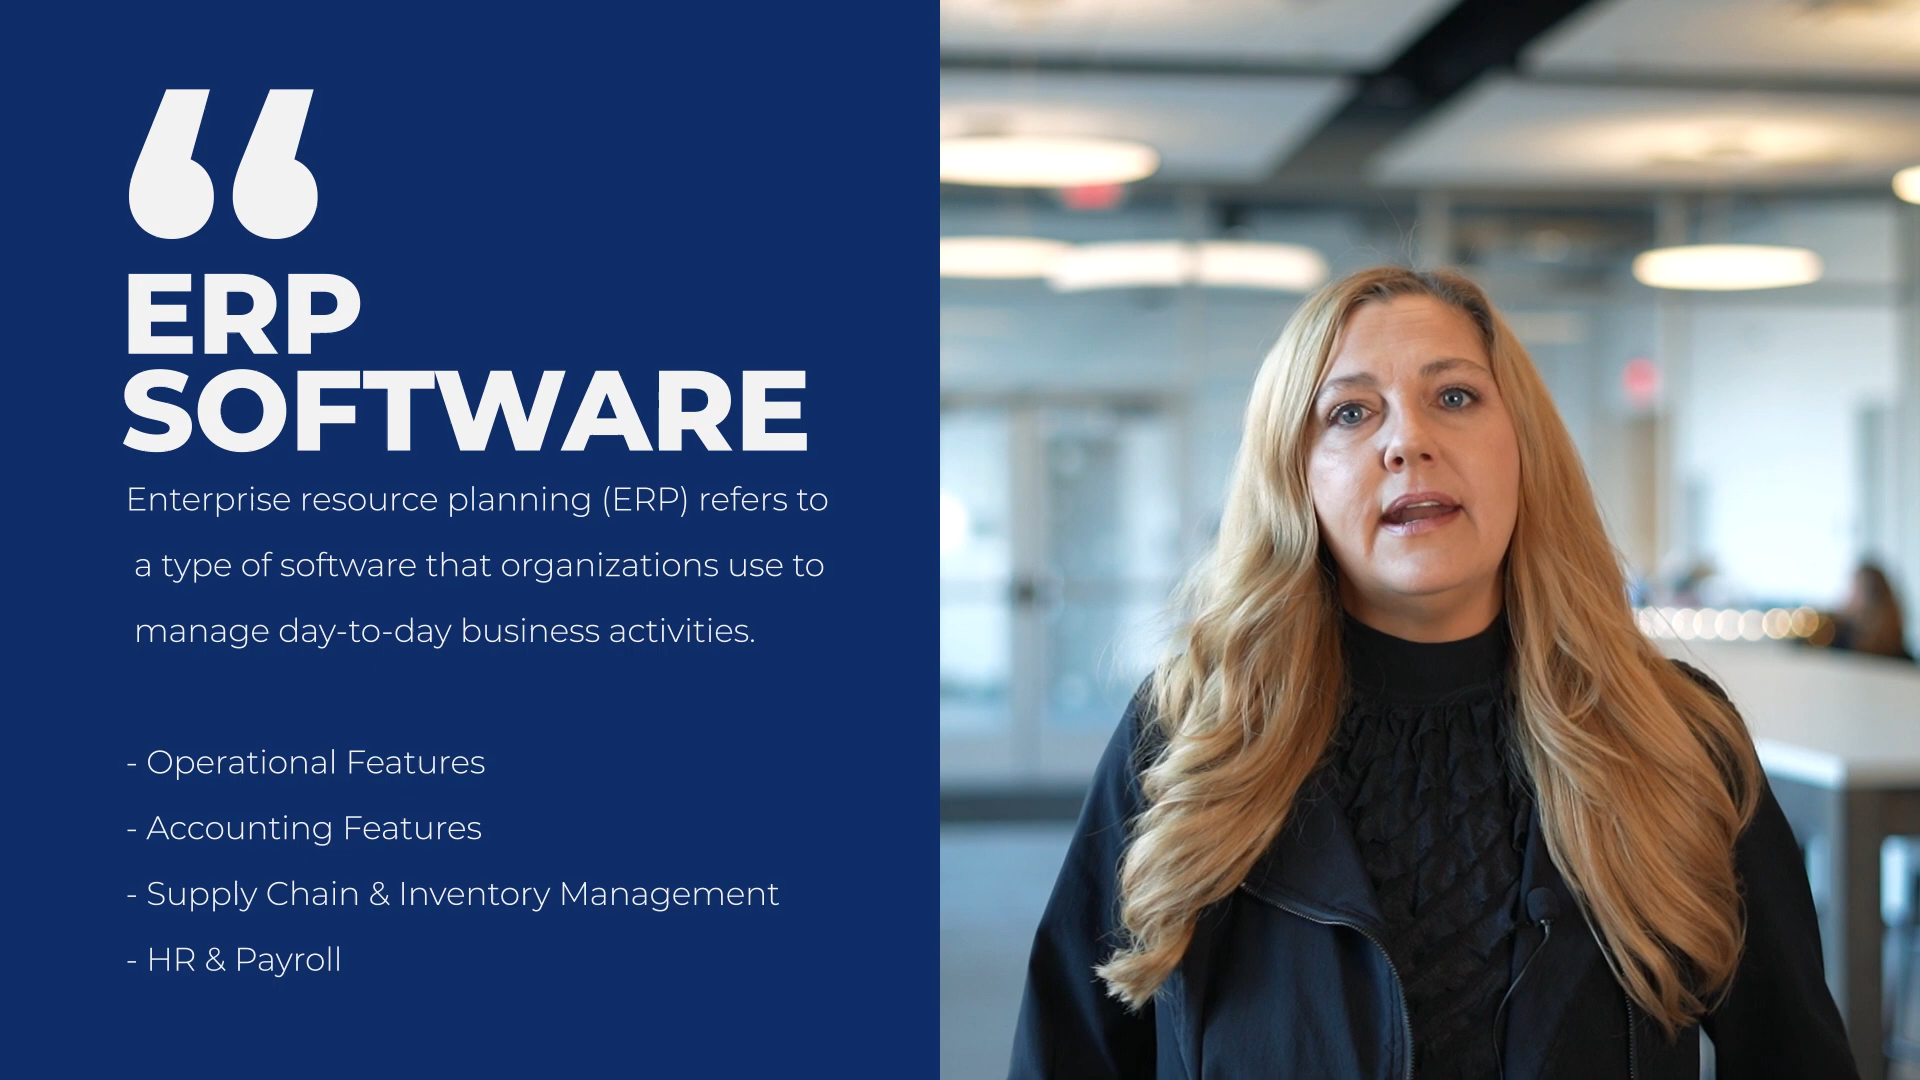 “
ERP
SOFTWARE
Enterprise resource planning (ERP) refers to
a type of software that organizations use to
manage day-to-day business activities.
- Operational Features
- Accounting Features
- Supply Chain & Inventory Management
- HR & Payroll